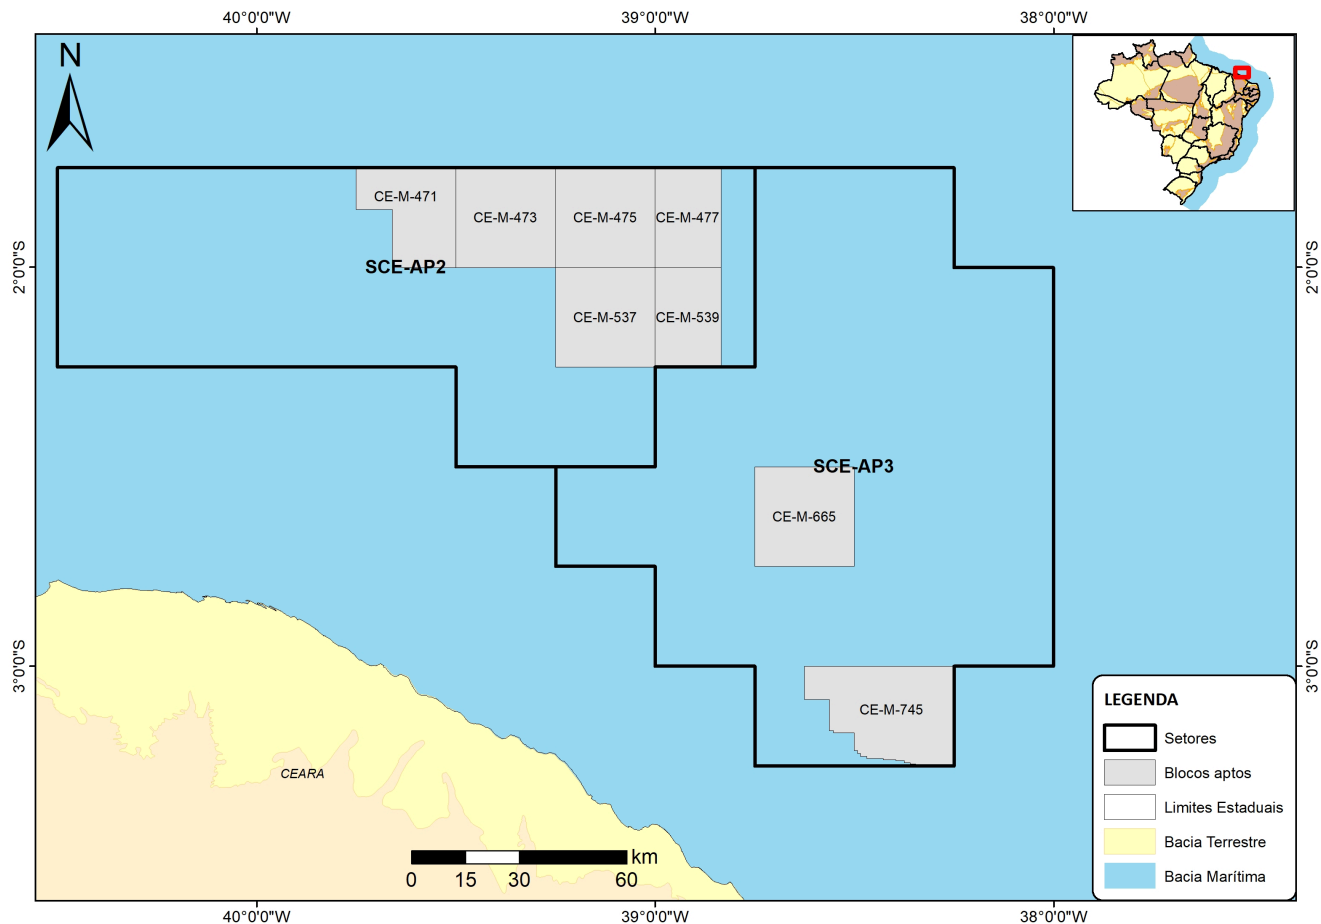 40°0'0"W 39°0'0"W 38°0'0"W
N
CE-M-471
CE-M-473
CE-M-475
CE-M-477
2°0'0"S
SCE-AP2
2°0'0"S
CE-M-537
CE-M-539
SCE-AP3
CE-M-665
3°0'0"S
3°0'0"S
CE-M-745
CEARA
km
0 15 30 60
LEGENDA
Setores
Blocos aptos
Limites Estaduais
Bacia Terrestre
Bacia Marítima
40°0'0"W 39°0'0"W 38°0'0"W